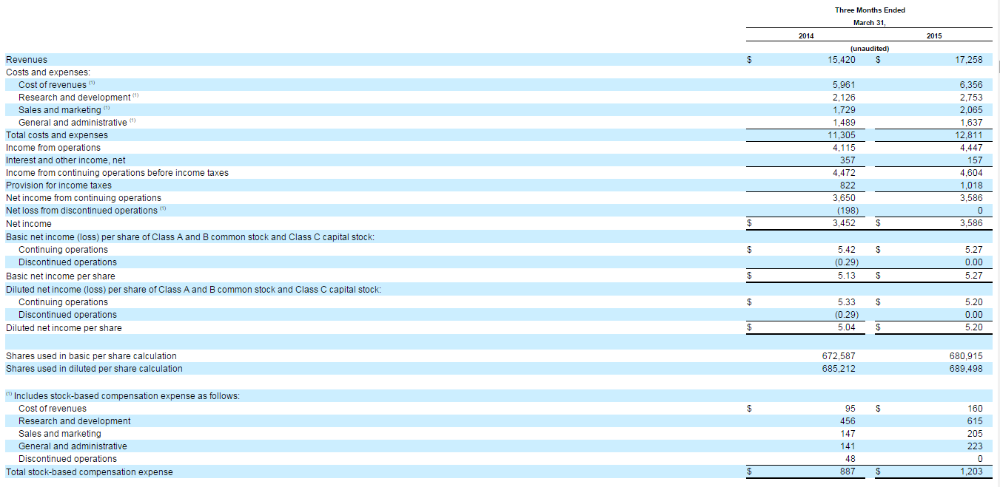 Three Months Ended
March 31,
2014 2015
(unaudited)
Revenues $ 15,420 $ 17,258
Costs and expenses:
Cost of revenues (1) 5,961 6,356
Research and development (1) 2,126 2,753
Sales and marketing (1) 1,729 2,065
General and administrative (1) 1,489 1,637
Total costs and expenses 11,305 12,811
Income from operations 4,115 4,447
Interest and other income, net 357 157
Income from continuing operations before income taxes 4,472 4,604
Provision for income taxes 822 1,018
Net income from continuing operations 3,650 3,586
Net loss from discontinued operations (1) (198) 0
Net income $ 3,452 $ 3,586
Basic net income (loss) per share of Class A and B common stock and Class C capital stock:
Continuing operations $ 5.42 $ 5.27
Discontinued operations (0.29) 0.00
Basic net income per share $ 5.13 $ 5.27
Diluted net income (loss) per share of Class A and B common stock and Class C capital stock:
Continuing operations $ 5.33 $ 5.20
Discontinued operations (0.29) 0.00
Diluted net income per share $ 5.04 $ 5.20
Shares used in basic per share calculation 672,587 680,915
Shares used in diluted per share calculation 685,212 689,498
(1) Includes stock-based compensation expense as follows:
Cost of revenues $ 95 $ 160
Research and development 456 615
Sales and marketing 147 205
General and administrative 141 223
Discontinued operations 48 0
Total stock-based compensation expense $ 887 $ 1,203